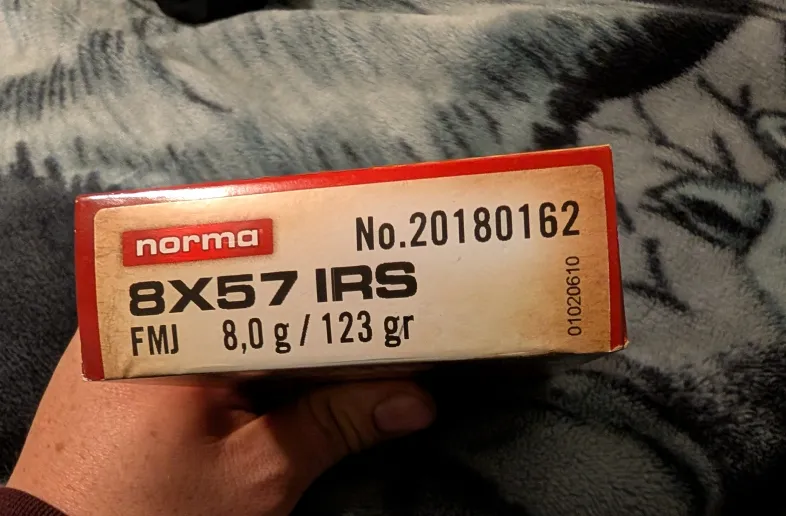 norma
No.20180162
8X57 IRS
FMJ 8,0 g / 123 gr
01020610